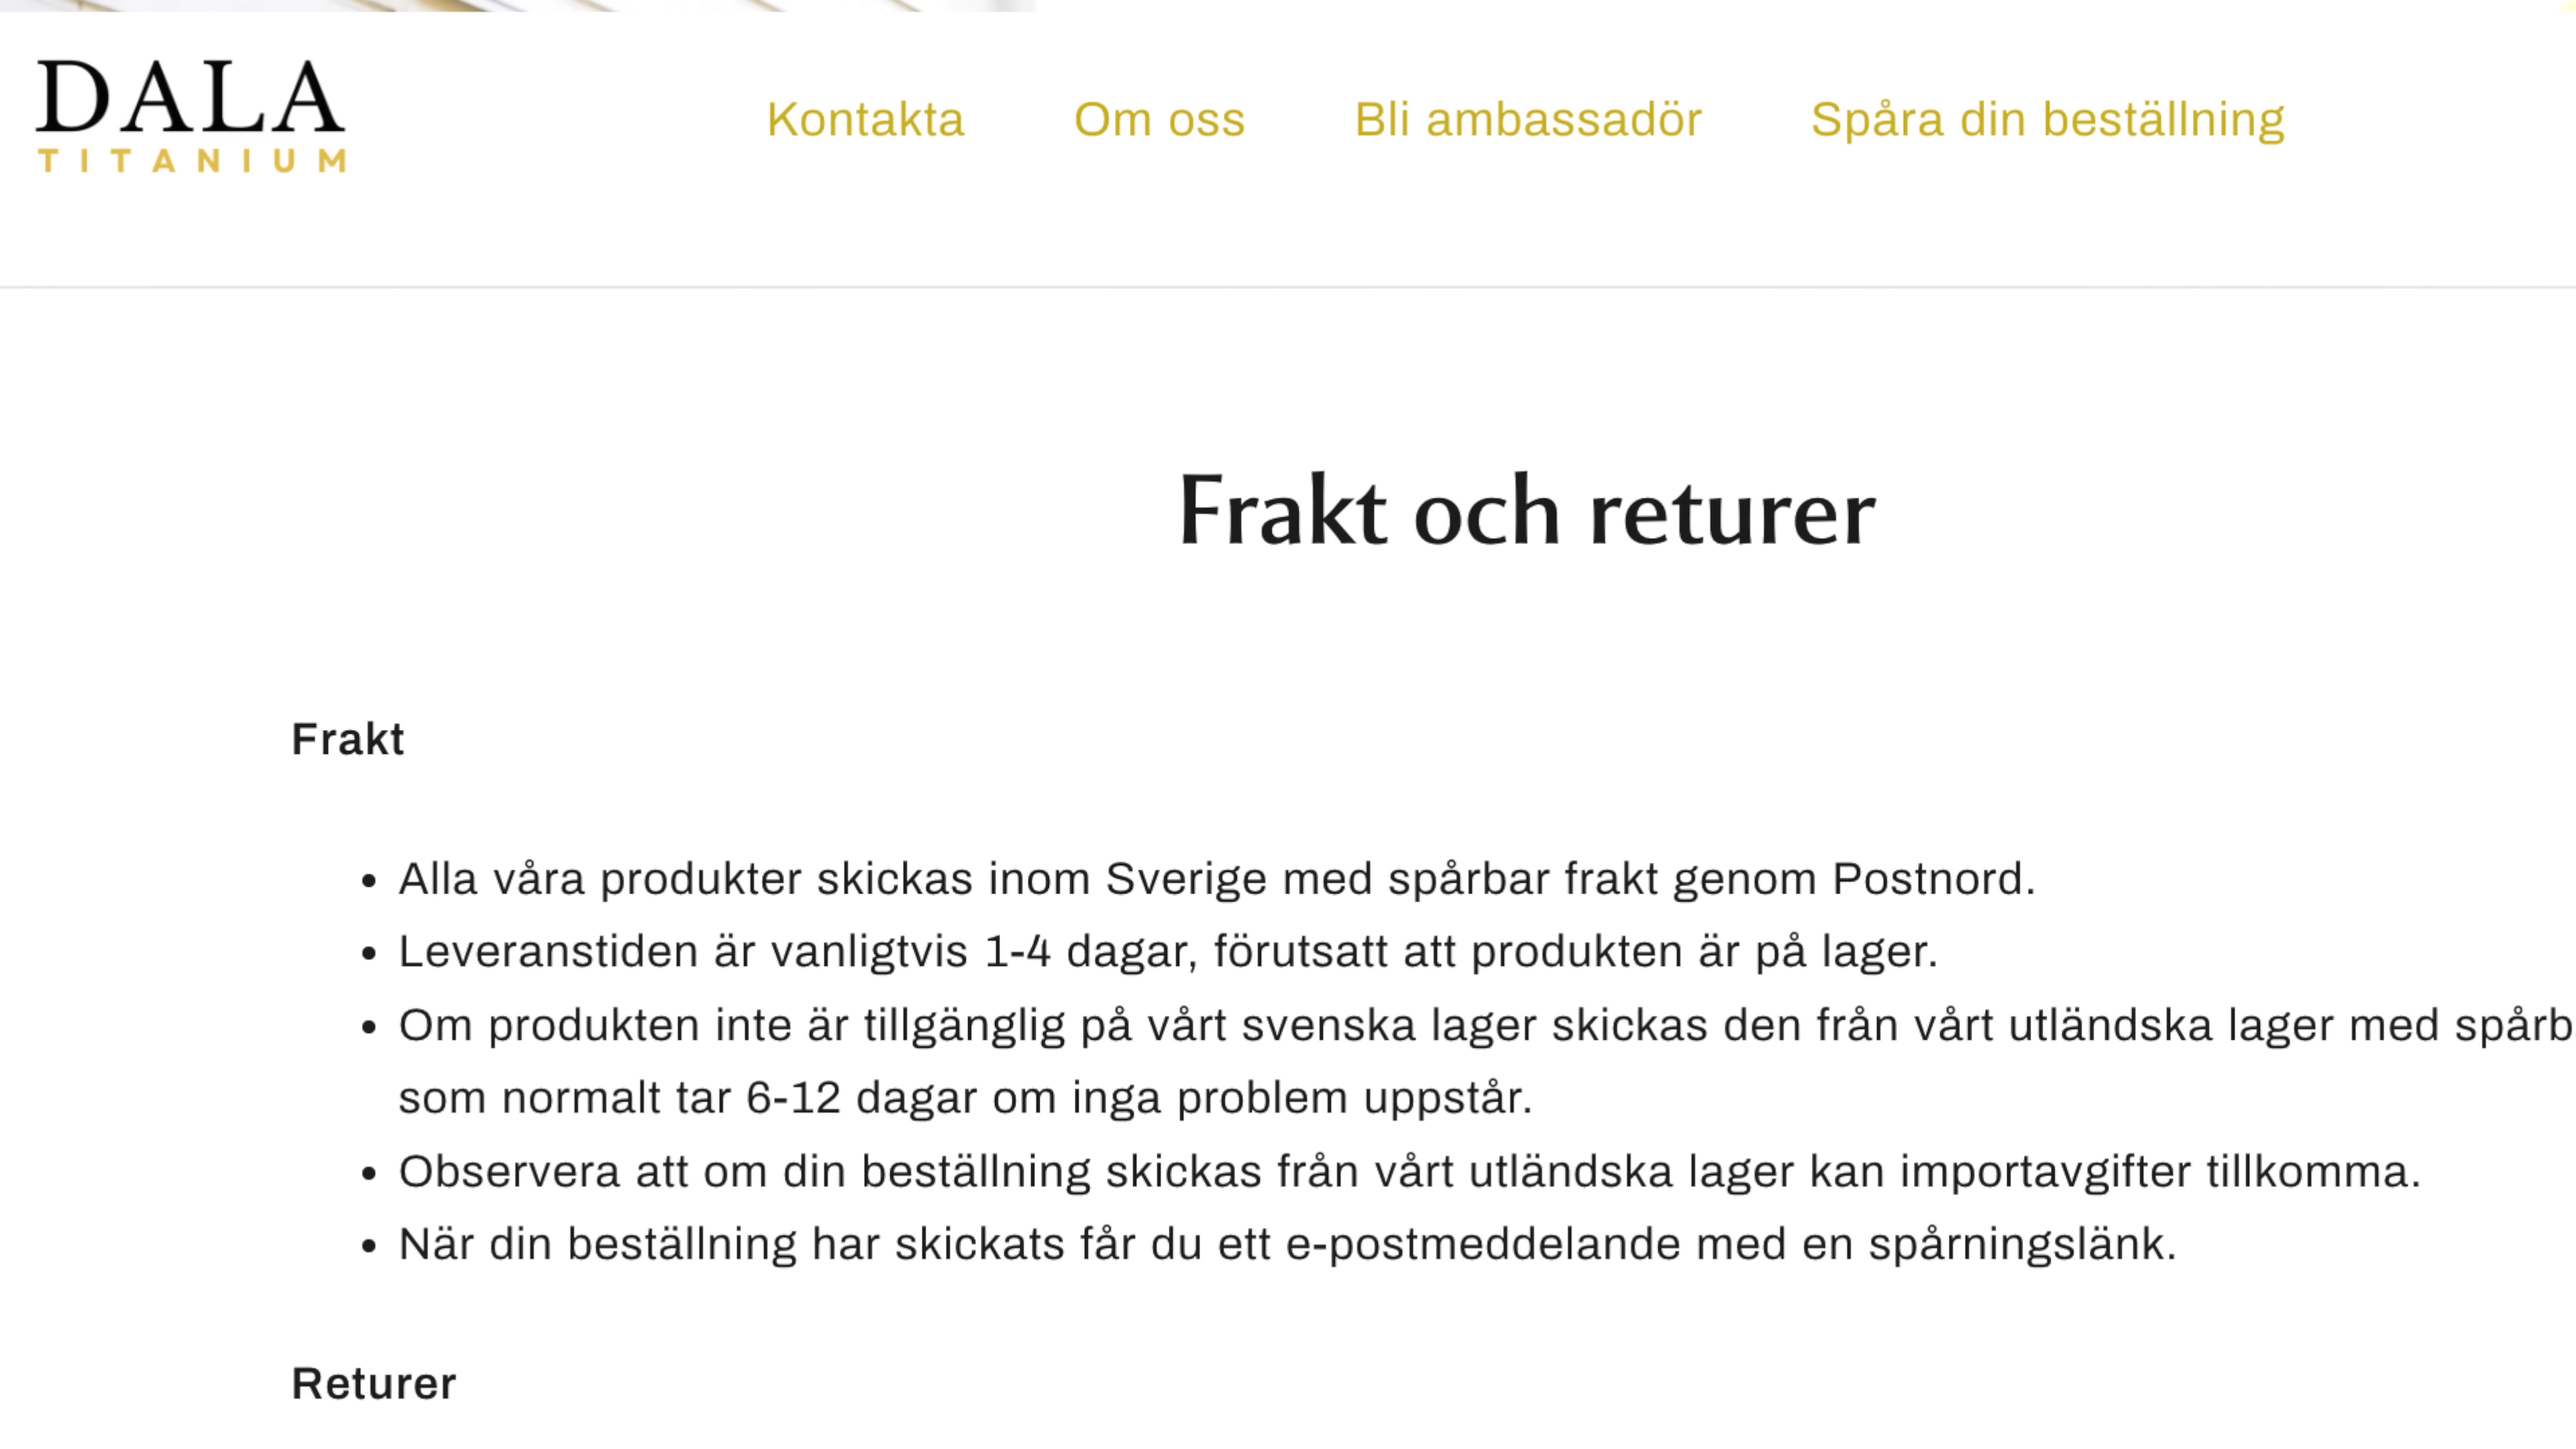 DALA
TITANIUM
Kontakta Om oss Bli ambassadör Spåra din beställning
Frakt och returer
Frakt
• Alla våra produkter skickas inom Sverige med spårbar frakt genom Postnord.
• Leveranstiden är vanligtvis 1-4 dagar, förutsatt att produkten är på lager.
• Om produkten inte är tillgänglig på vårt svenska lager skickas den från vårt utländska lager med spårb
som normalt tar 6-12 dagar om inga problem uppstår.
• Observera att om din beställning skickas från vårt utländska lager kan importavgifter tillkomma.
• När din beställning har skickats får du ett e-postmeddelande med en spårningslänk.
Returer